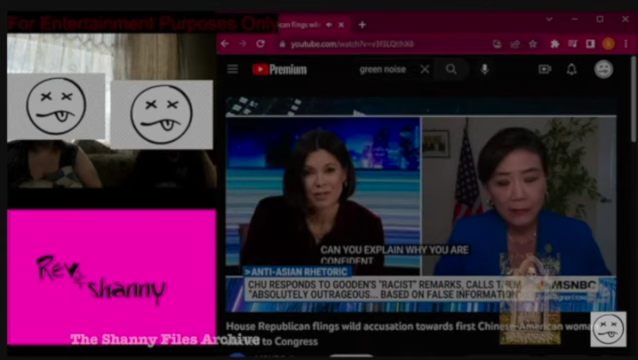 For Entertainment Purposes Only
youtube.com/watch?v=
Premium
green noise
CAN YOU EXPLAIN WHY YOU ARE
CONFIDENT
>ANTI-ASIAN RHETORIC
CHU RESPONDS TO GOODEN'S "RACIST" REMARKS, CALLS
"ABSOLUTELY OUTRAGEOUS... BASED ON FALSE INFORMATION"
MSNBC
Rev & Shanny
House Republican flings wild accusation towards first Chinese-American
to Congress
The Shanny Files Archive